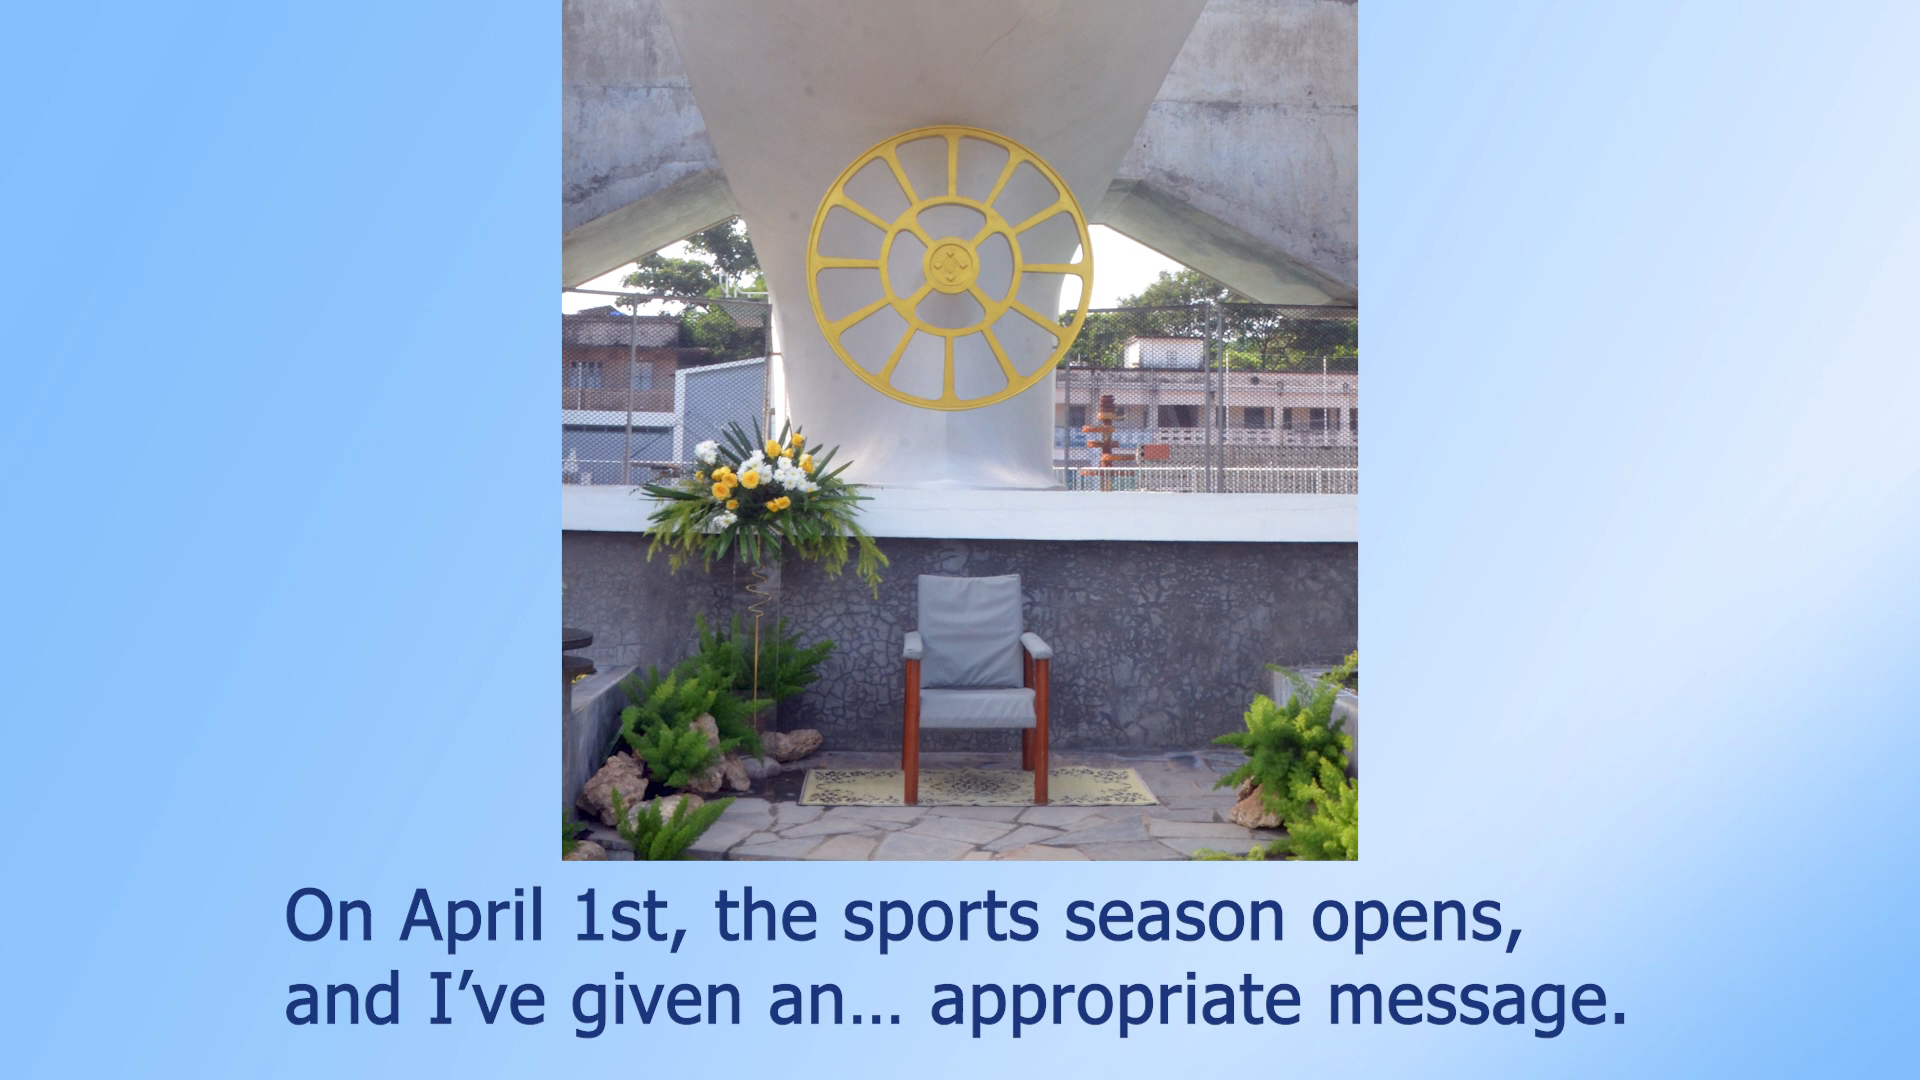 On April 1st, the sports season opens,
and I’ve given an… appropriate message.